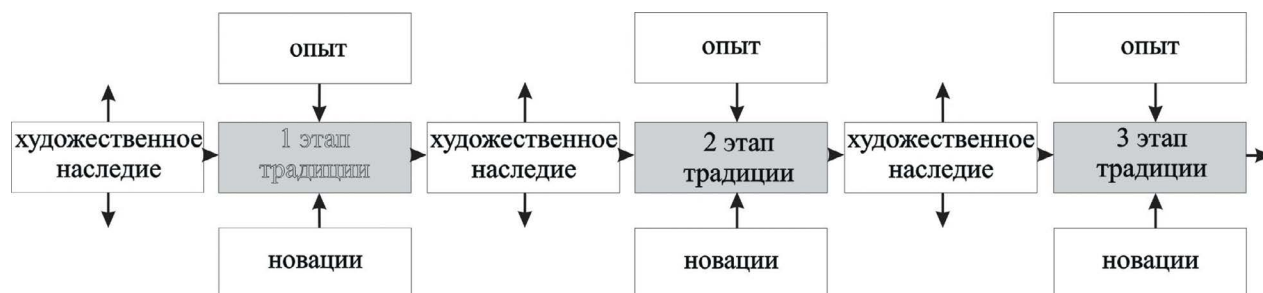 опыт
опыт
опыт
художественное
наследие
1 этап
традиции
художественное
наследие
2 этап
традиции
художественное
наследие
3 этап
традиции
новации
новации
новации